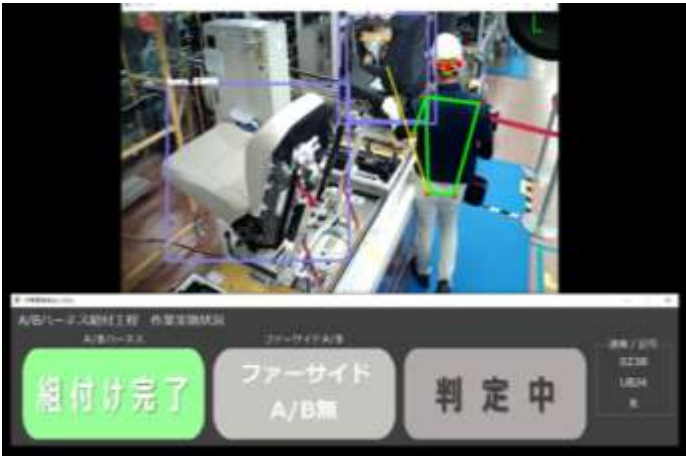 A/Bハーネス組付工程 作業実施状況
A/Bハーネス
ファーサイドA/B
組付け完了
ファーサイド
A/B無
判定中